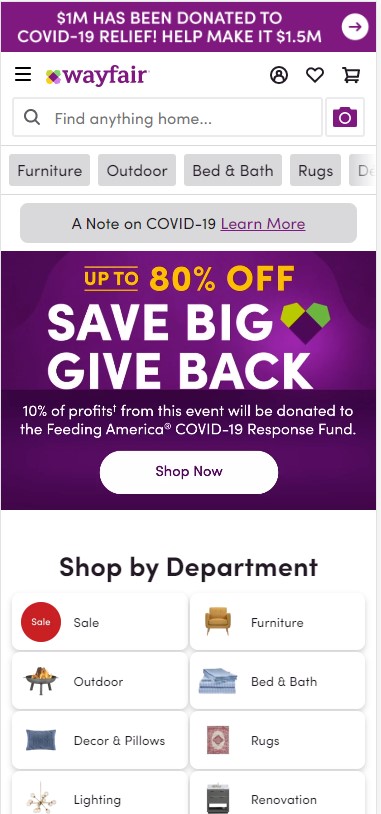 $1M HAS BEEN DONATED TO
COVID-19 RELIEF! HELP MAKE IT $1.5M
wayfair
Find anything home...
Furniture
Outdoor
Bed & Bath
Rugs
A Note on COVID-19 Learn More
UP TO 80% OFF
SAVE BIG
GIVE BACK
10% of profits† from this event will be donated to
the Feeding America® COVID-19 Response Fund.
Shop Now
Shop by Department
Sale
Sale
Furniture
Outdoor
Bed & Bath
Decor & Pillows
Rugs
Lighting
Renovation